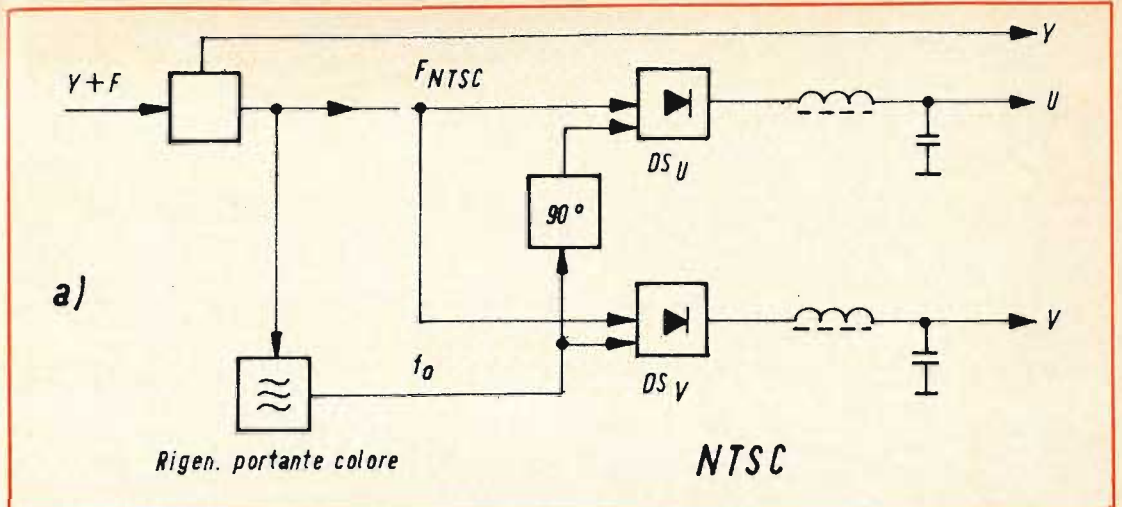 Y
Y+F
F_NTSC
U
DS_U
90°
a)
V
f_o
DS_V
Rigen. portante colore
NTSC